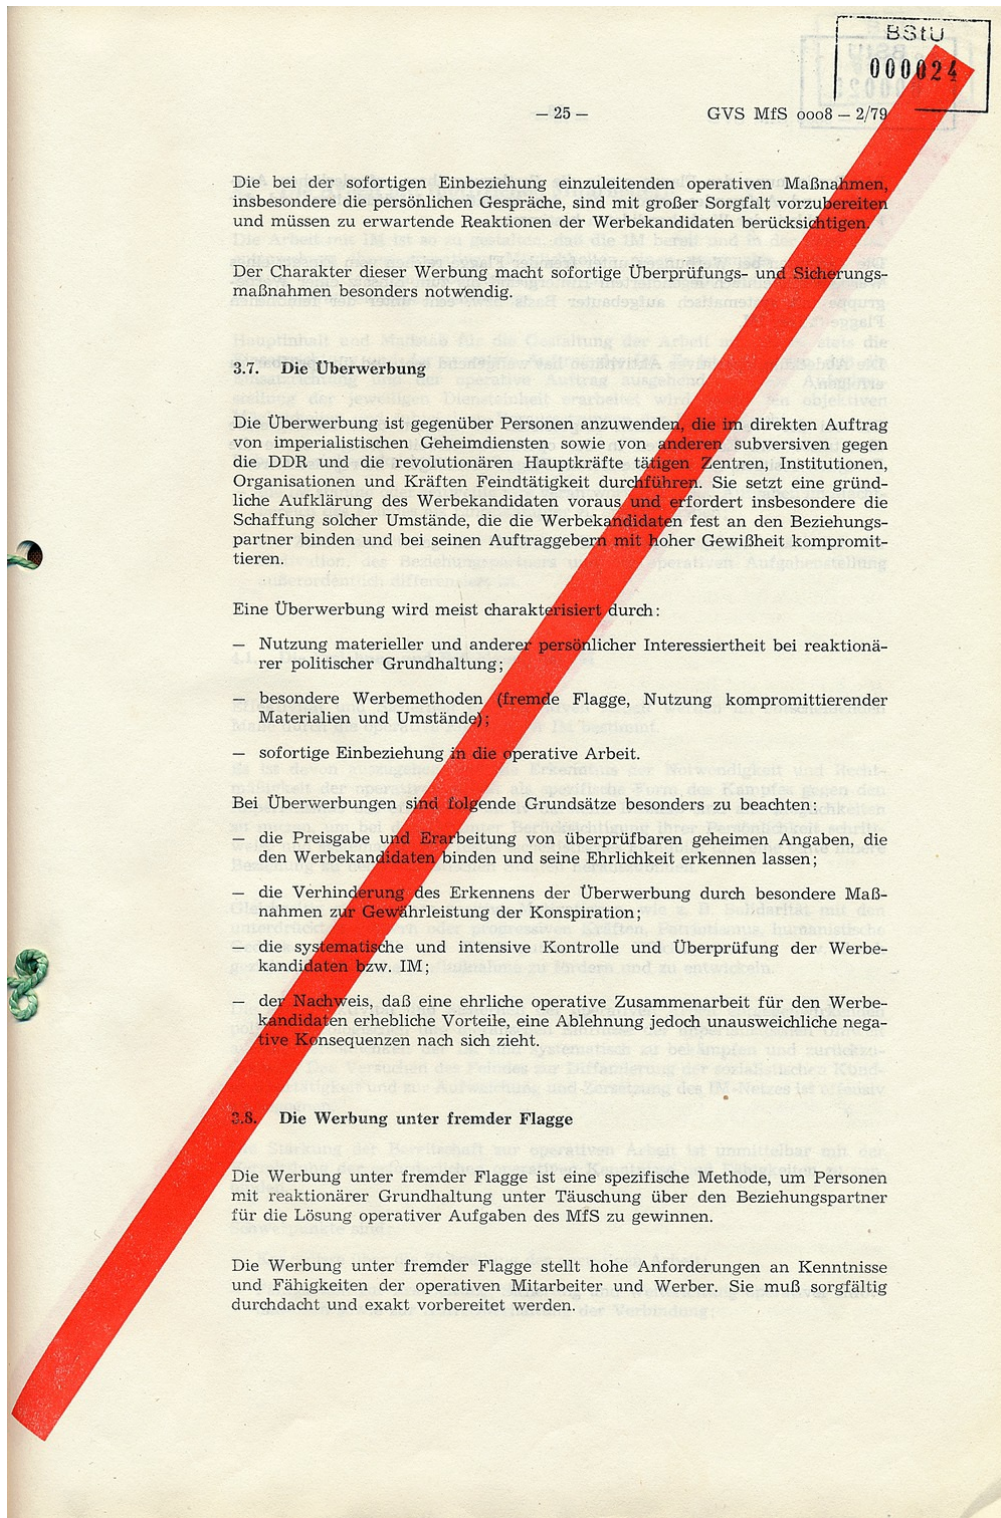 BStU
000024
— 25 —
GVS MfS ooo8 — 2/79
Die bei der sofortigen Einbeziehung einzuleitenden operativen Maßnahmen,
insbesondere die persönlichen Gespräche, sind mit großer Sorgfalt vorzubereiten
und müssen zu erwartende Reaktionen der Werbekandidaten berücksichtigen.
Der Charakter dieser Werbung macht sofortige Überprüfungs- und Sicherungs-
maßnahmen besonders notwendig.
3.7. Die Überwerbung
Die Überwerbung ist gegenüber Personen anzuwenden, die im direkten Auftrag
von imperialistischen Geheimdiensten sowie von anderen subversiven gegen
die DDR und die revolutionären Hauptkräfte tätigen Zentren, Institutionen,
Organisationen und Kräften Feindtätigkeit durchführen. Sie setzt eine gründ-
liche Aufklärung des Werbekandidaten voraus und erfordert insbesondere die
Schaffung solcher Umstände, die die Werbekandidaten fest an den Beziehungs-
partner binden und bei seinen Auftraggebern mit hoher Gewißheit kompromit-
tieren.
Eine Überwerbung wird meist charakterisiert durch:
— Nutzung materieller und anderer persönlicher Interessiertheit bei reaktionä-
rer politischer Grundhaltung;
— besondere Werbemethoden (fremde Flagge, Nutzung kompromittierender
Materialien und Umstände);
— sofortige Einbeziehung in die operative Arbeit.
Bei Überwerbungen sind folgende Grundsätze besonders zu beachten:
— die Preisgabe und Erarbeitung von überprüfbaren geheimen Angaben, die
den Werbekandidaten binden und seine Ehrlichkeit erkennen lassen;
— die Verhinderung des Erkennens der Überwerbung durch besondere Maß-
nahmen zur Gewährleistung der Konspiration;
— die systematische und intensive Kontrolle und Überprüfung der Werbe-
kandidaten bzw. IM;
— der Nachweis, daß eine ehrliche operative Zusammenarbeit für den Werbe-
kandidaten erhebliche Vorteile, eine Ablehnung jedoch unausweichliche nega-
tive Konsequenzen nach sich zieht.
3.8. Die Werbung unter fremder Flagge
Die Werbung unter fremder Flagge ist eine spezifische Methode, um Personen
mit reaktionärer Grundhaltung unter Täuschung über den Beziehungspartner
für die Lösung operativer Aufgaben des MfS zu gewinnen.
Die Werbung unter fremder Flagge stellt hohe Anforderungen an Kenntnisse
und Fähigkeiten der operativen Mitarbeiter und Werber. Sie muß sorgfältig
durchdacht und exakt vorbereitet werden.